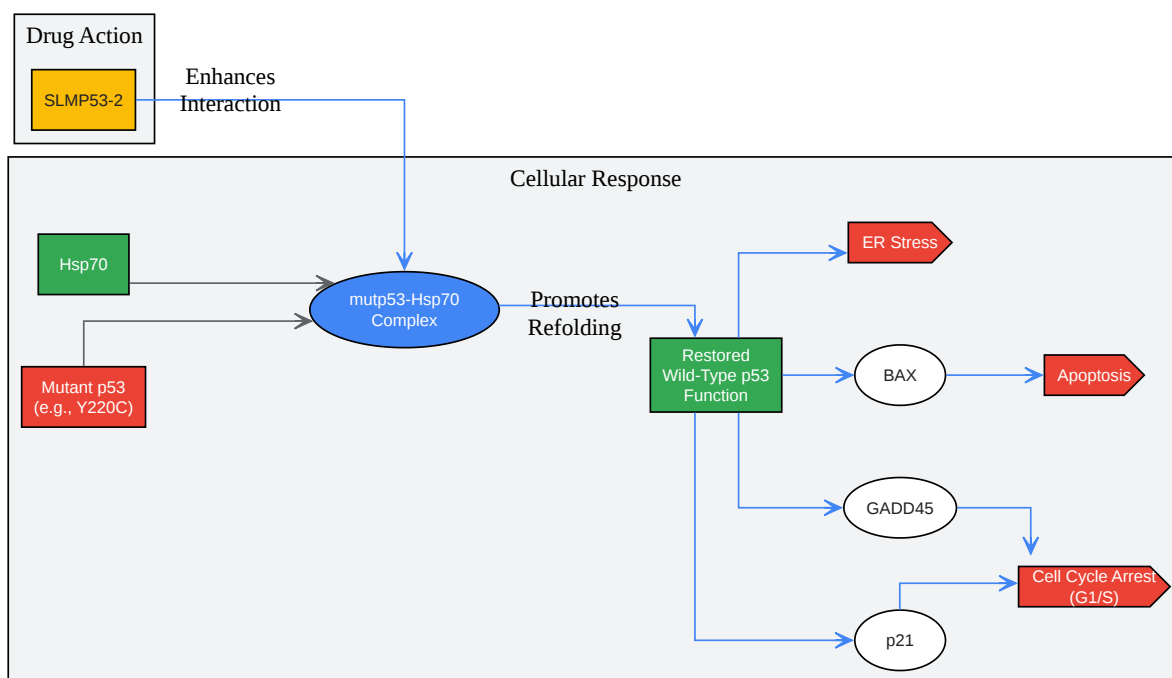 Drug Action
SLMP53-2
Enhances
Interaction
Cellular Response
Hsp70
Mutant p53
(e.g., Y220C)
mutp53-Hsp70
Complex
Promotes
Refolding
Restored
Wild-Type p53
Function
ER Stress
BAX
Apoptosis
GADD45
Cell Cycle Arrest
(G1/S)
p21